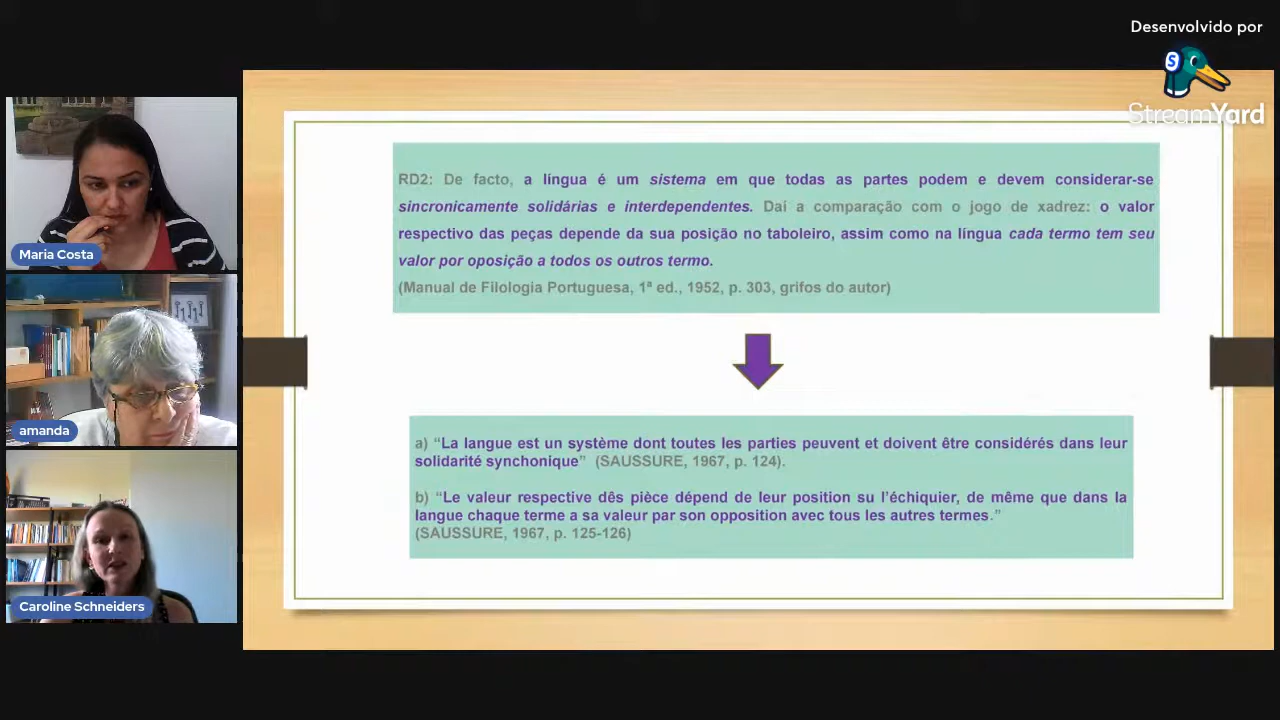 Desenvolvido por
StreamYard
RD2: De facto, a língua é um sistema em que todas as partes podem e devem considerar-se
sincronicamente solidárias e interdependentes. Daí a comparação com o jogo de xadrez: o valor
respectivo das peças depende da sua posição no taboleiro, assim como na língua cada termo tem seu
valor por oposição a todos os outros termo.
(Manual de Filologia Portuguesa, 1ª ed., 1952, p. 303, grifos do autor)
a) “La langue est un système dont toutes les parties peuvent et doivent être considérés dans leur
solidarité synchonique” (SAUSSURE, 1967, p. 124).
b) “Le valeur respective dês pièce dépend de leur position su l’échiquier, de même que dans la
langue chaque terme a sa valeur par son opposition avec tous les autres termes.”
(SAUSSURE, 1967, p. 125-126)
Maria Costa
amanda
Caroline Schneiders